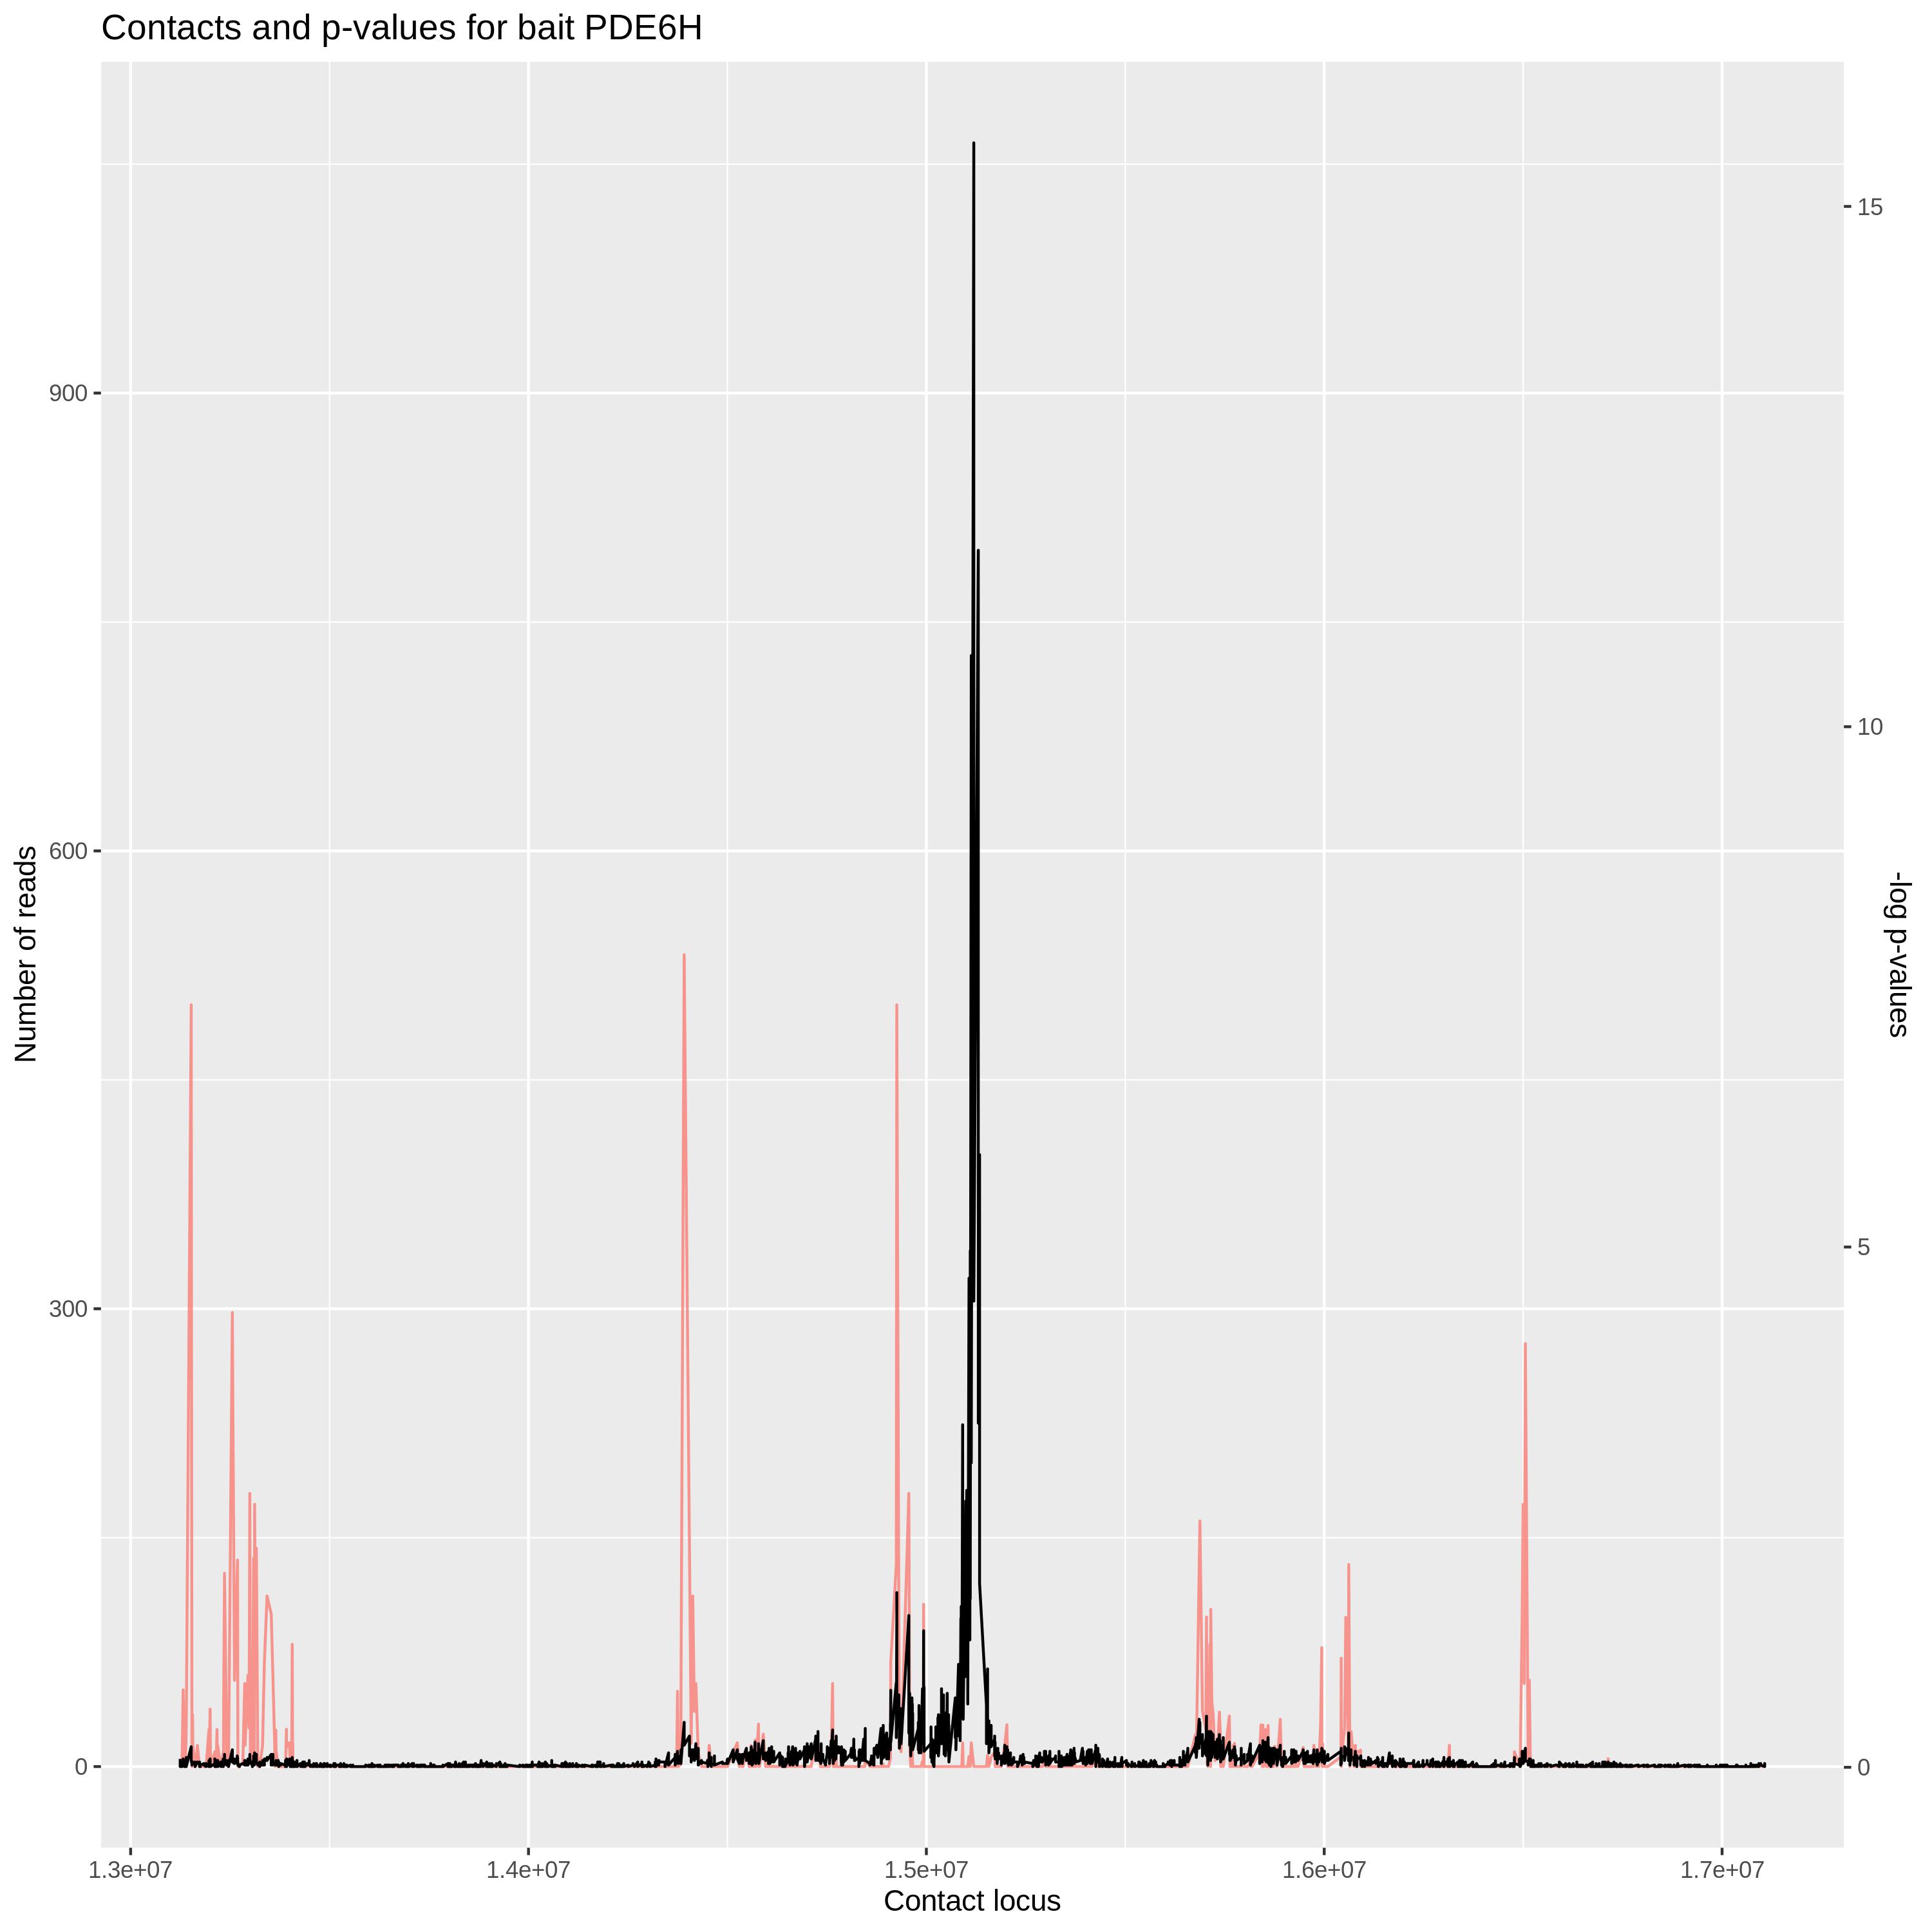 Contacts and p-values for bait PDE6H
15
900
10
600
Number of reads
-log p-values
5
300
0
0
1.3e+07 1.4e+07 1.5e+07 1.6e+07 1.7e+07
Contact locus